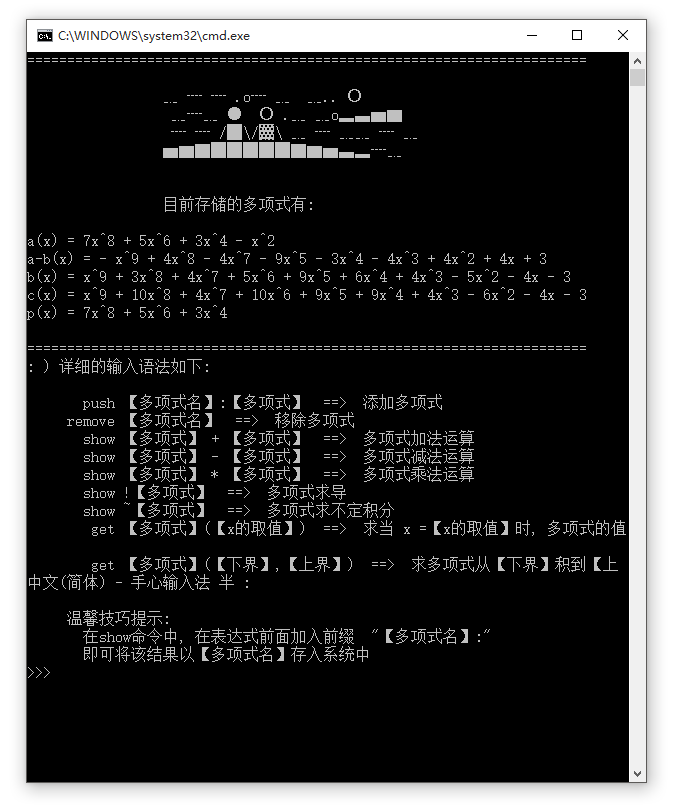 C:\WINDOWS\system32\cmd.exe
======================================================================
目前存储的多项式有:
a(x) = 7x^8 + 5x^6 + 3x^4 - x^2
a-b(x) = - x^9 + 4x^8 - 4x^7 - 9x^5 - 3x^4 - 4x^3 + 4x^2 + 4x + 3
b(x) = x^9 + 3x^8 + 4x^7 + 5x^6 + 9x^5 + 6x^4 + 4x^3 - 5x^2 - 4x - 3
c(x) = x^9 + 10x^8 + 4x^7 + 10x^6 + 9x^5 + 9x^4 + 4x^3 - 6x^2 - 4x - 3
p(x) = 7x^8 + 5x^6 + 3x^4
======================================================================
: ) 详细的输入语法如下:
push 【多项式名】:【多项式】 ==> 添加多项式
remove 【多项式名】 ==> 移除多项式
show 【多项式】 + 【多项式】 ==> 多项式加法运算
show 【多项式】 - 【多项式】 ==> 多项式减法运算
show 【多项式】 * 【多项式】 ==> 多项式乘法运算
show !【多项式】 ==> 多项式求导
show ~【多项式】 ==> 多项式求不定积分
get 【多项式】(【x的取值】) ==> 求当 x =【x的取值】时, 多项式的值
get 【多项式】(【下界】,【上界】) ==> 求多项式从【下界】积到【上
中文(简体) - 手心输入法 半 :
温馨技巧提示:
在show命令中, 在表达式前面加入前缀 "【多项式名】:"
即可将该结果以【多项式名】存入系统中
>>>